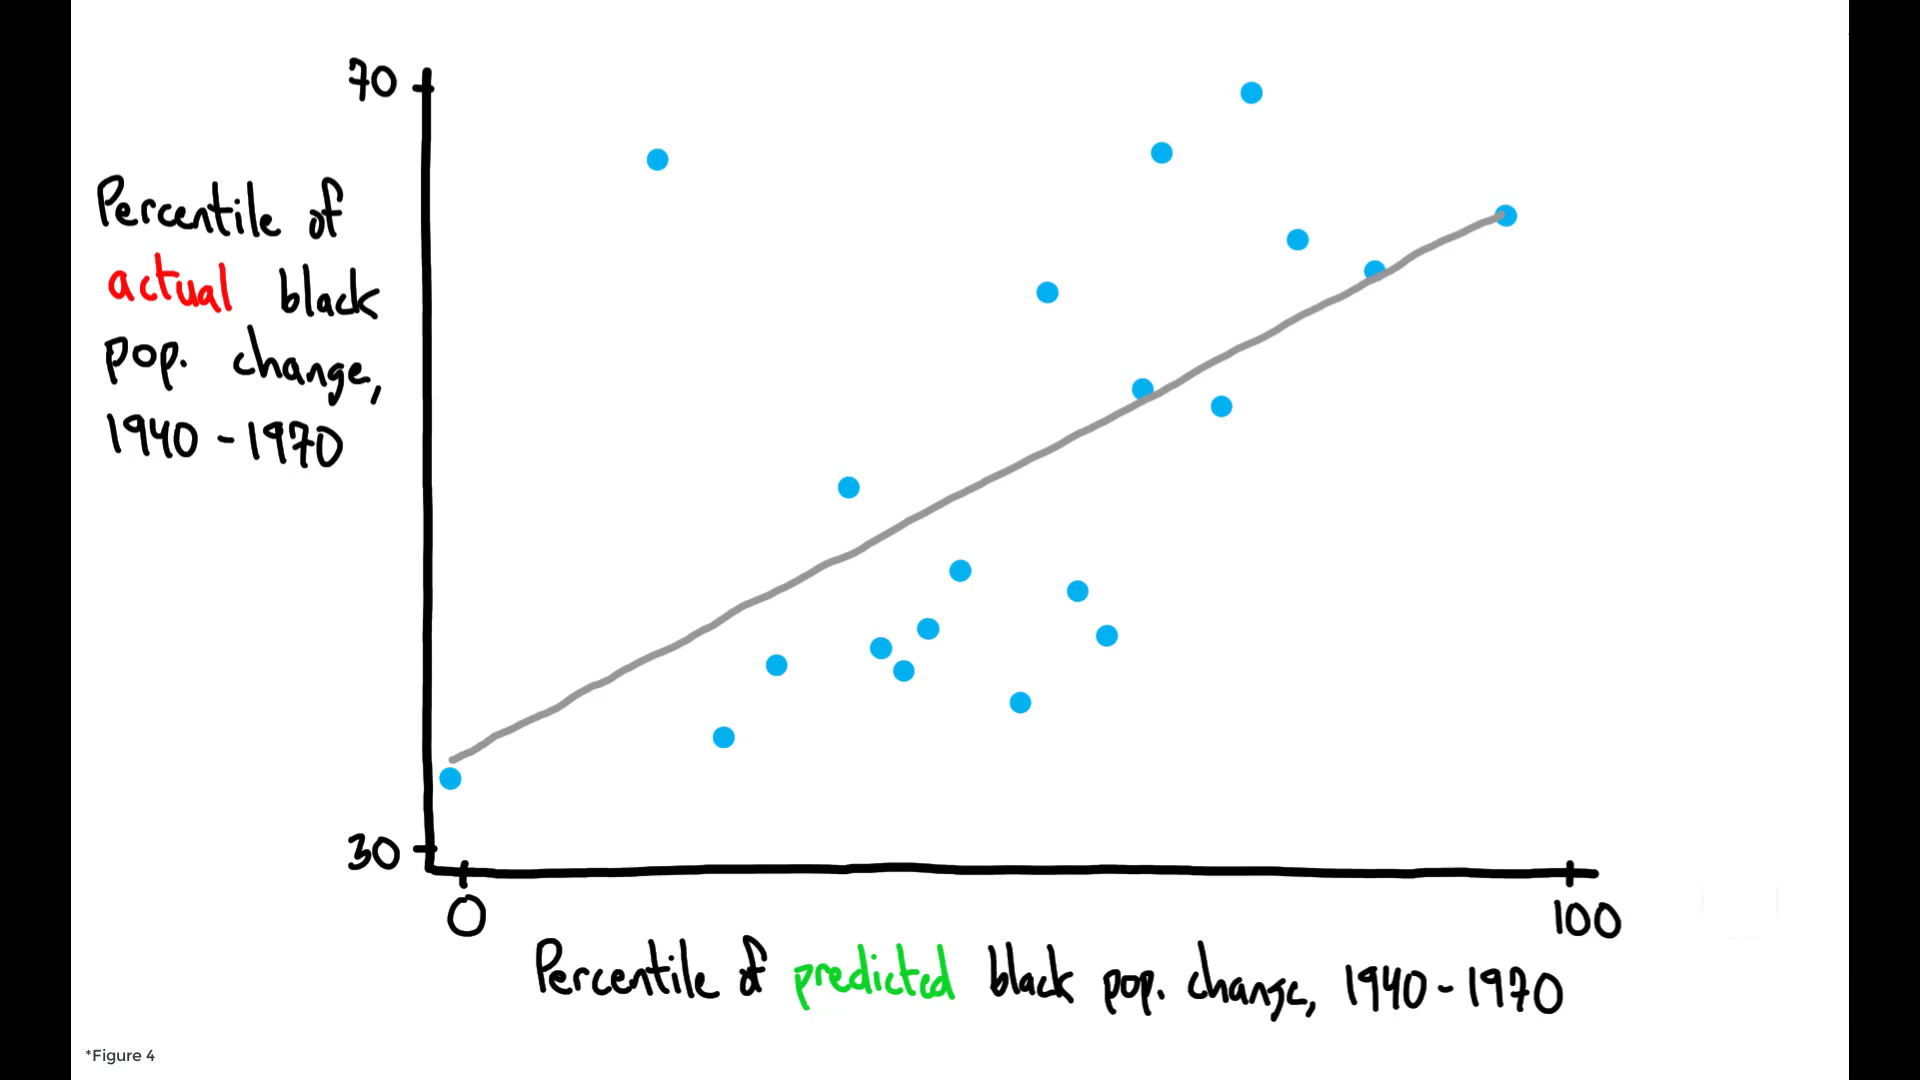 70
Percentile of
actual black
pop. change,
1940-1970
30
0
100
Percentile of predicted black pop. change, 1940-1970
*Figure 4